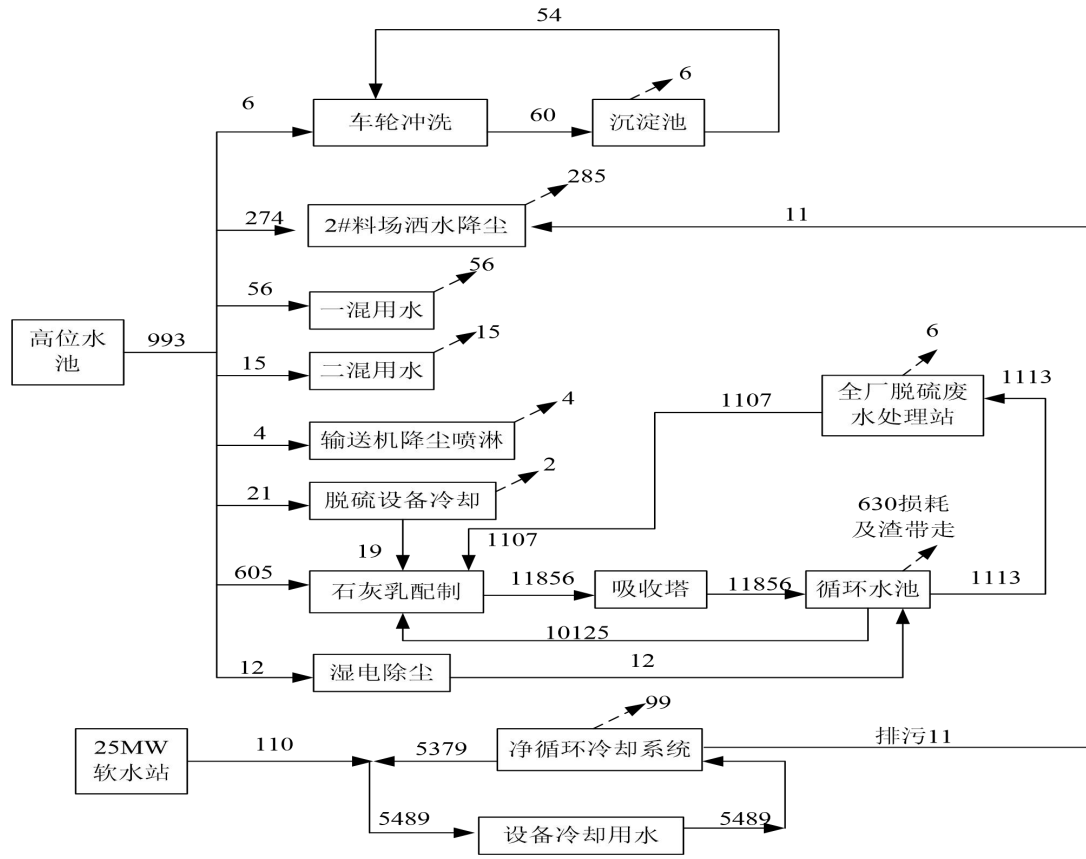 54
6
6
车轮冲洗
60
沉淀池
285
274
2#料场洒水降尘
11
56
56
一混用水
高位水
池
993
15
15
二混用水
6
全厂脱硫废
水处理站
1107
1113
4
4
输送机降尘喷淋
2
21
脱硫设备冷却
630损耗
及渣带走
19
1107
605
石灰乳配制
11856
吸收塔
11856
循环水池
1113
10125
12
湿电除尘
12
99
25MW
软水站
110
5379
净循环冷却系统
排污11
5489
设备冷却用水
5489